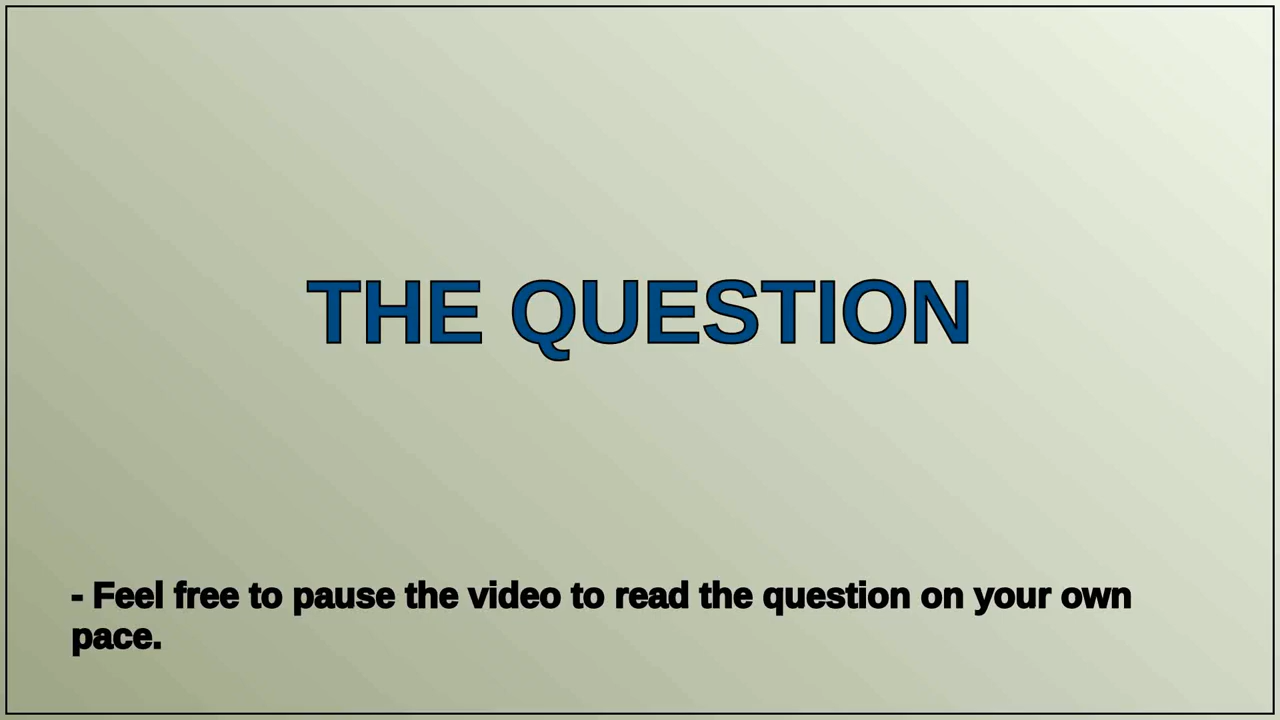 THE QUESTION
- Feel free to pause the video to read the question on your own
pace.